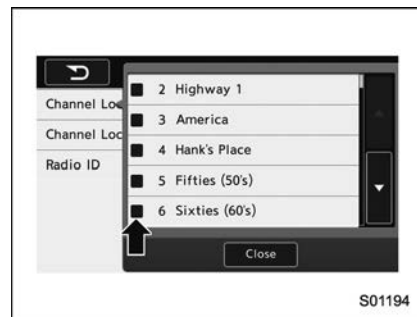 2 Highway 1
Channel Loc
3 America
Channel Loc
4 Hank's Place
Radio ID
5 Fifties (50's)
6 Sixties (60's)
Close
S01194